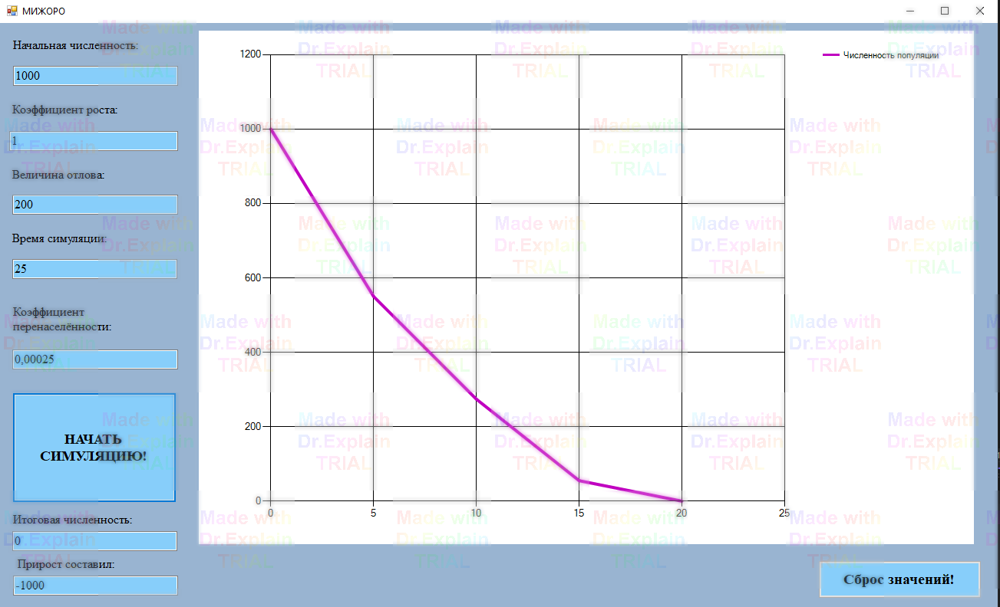 МИЖОРО
Начальная численность:
1000
Коэффициент роста:
1
Величина отлова:
200
Время симуляции:
25
Коэффициент
перенаселённости:
0,00025
НАЧАТЬ
СИМУЛЯЦИЮ!
Итоговая численность:
0
Прирост составил:
-1000
1200
1000
800
600
400
200
0
0 5 10 15 20 25
Численность популяции
Сброс значений!
Made with
Dr.Explain
TRIAL